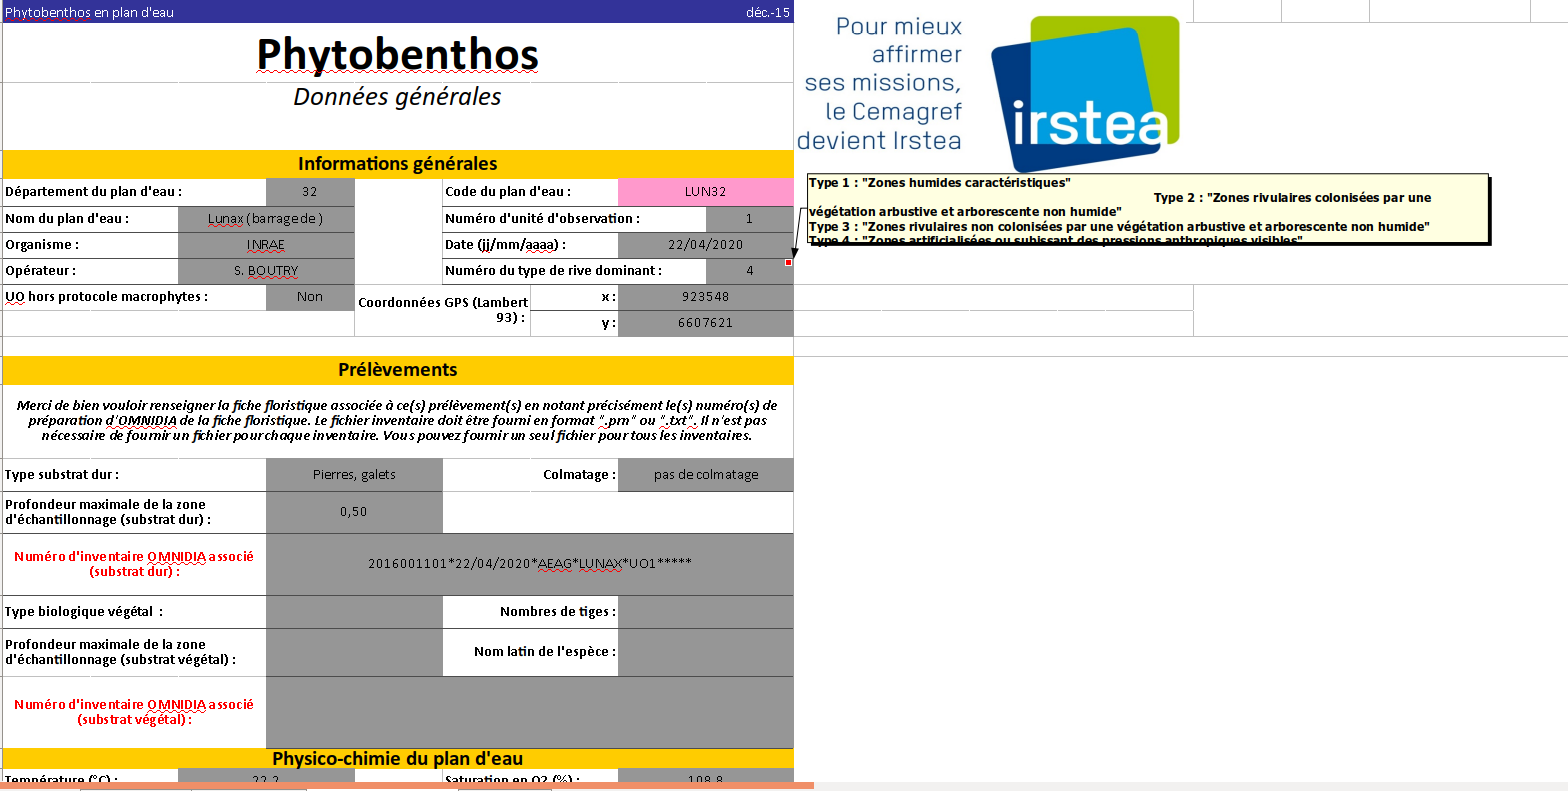 Phytobenthos en plan d'eau déc.-15
Phytobenthos
Données générales
Pour mieux
affirmer
ses missions,
le Cemagref
devient Irstea
irstea
Informations générales
Département du plan d'eau : 32 Code du plan d'eau : LUN32
Nom du plan d'eau : Lunax (barrage de ) Numéro d'unité d'observation : 1
Organisme : INRAE Date (jj/mm/aaaa) : 22/04/2020
Opérateur : S. BOUTRY Numéro du type de rive dominant : 4
UO hors protocole macrophytes : Non Coordonnées GPS (Lambert
93) :
x : 923548
y : 6607621
Type 1 : "Zones humides caractéristiques"
Type 2 : "Zones rivulaires colonisées par une
végétation arbustive et arborescente non humide"
Type 3 : "Zones rivulaires non colonisées par une végétation arbustive et arborescente non humide"
Type 4 : "Zones artificialisées ou subissant des pressions anthropiques visibles"
Prélèvements
Merci de bien vouloir renseigner la fiche floristique associée à ce(s) prélèvement(s) en notant précisément le(s) numéro(s) de
préparation d'OMNIDIA de la fiche floristique. Le fichier inventaire doit être fourni en format ".prn" ou ".txt". Il n'est pas
nécessaire de fournir un fichier pour chaque inventaire. Vous pouvez fournir un seul fichier pour tous les inventaires.
Type substrat dur : Pierres, galets Colmatage : pas de colmatage
Profondeur maximale de la zone
d'échantillonnage (substrat dur) : 0,50
Numéro d'inventaire OMNIDIA associé
(substrat dur) : 2016001101*22/04/2020*AEAG*LUNAX*UO1*****
Type biologique végétal : Nombres de tiges :
Profondeur maximale de la zone
d'échantillonnage (substrat végétal) : Nom latin de l'espèce :
Numéro d'inventaire OMNIDIA associé
(substrat végétal) :
Physico-chimie du plan d'eau
Température (°C) : 22,2 Saturation en O2 (%) : 108,8